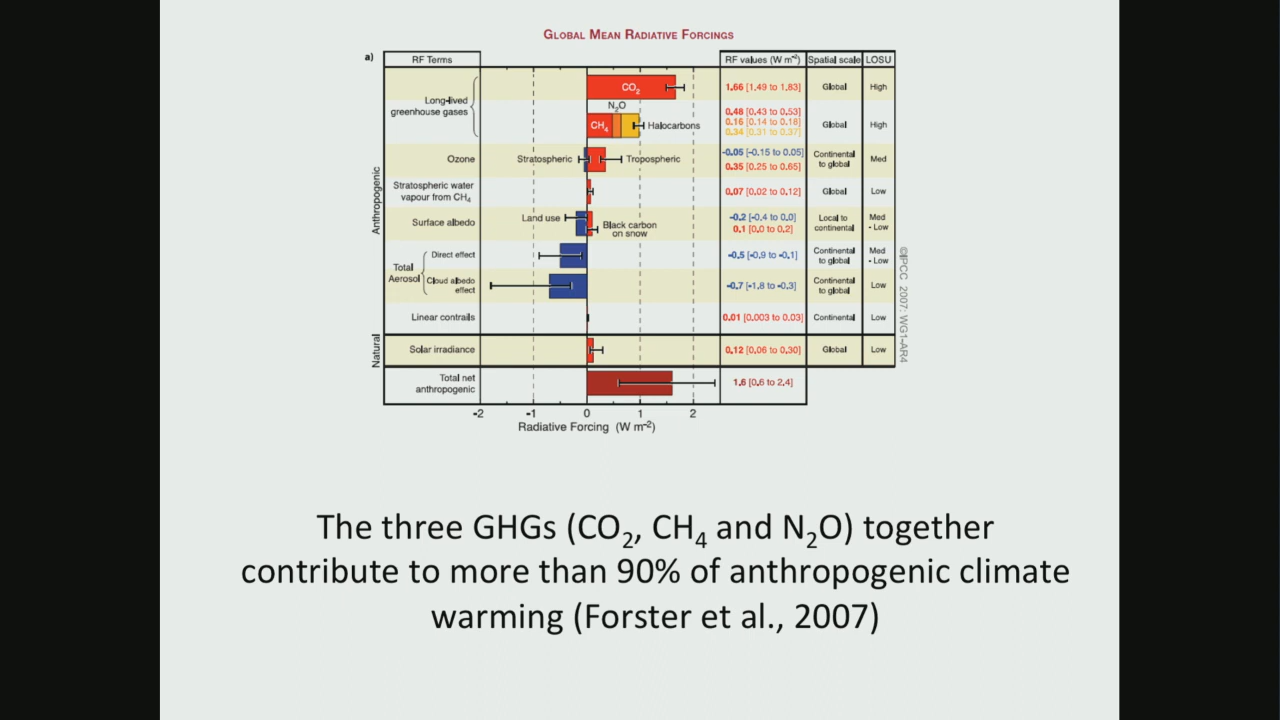 GLOBAL MEAN RADIATIVE FORCINGS
a)
RF Terms
RF values (W m⁻²)
Spatial scale
LOSU
Anthropogenic
Long-lived
greenhouse gases
CO₂
1.66 [1.49 to 1.83]
Global
High
N₂O
CH₄
Halocarbons
0.48 [0.43 to 0.53]
0.16 [0.14 to 0.18]
0.34 [0.31 to 0.37]
Global
High
Ozone
Stratospheric
Tropospheric
-0.05 [-0.15 to 0.05]
0.35 [0.25 to 0.65]
Continental
to global
Med
Stratospheric water
vapour from CH₄
0.07 [0.02 to 0.12]
Global
Low
Surface albedo
Land use
Black carbon
on snow
-0.2 [-0.4 to 0.0]
0.1 [0.0 to 0.2]
Local to
continental
Med
- Low
Total
Aerosol
Direct effect
-0.5 [-0.9 to -0.1]
Continental
to global
Med
- Low
Cloud albedo
effect
-0.7 [-1.8 to -0.3]
Continental
to global
Low
Linear contrails
0.01 [0.003 to 0.03]
Continental
Low
Natural
Solar irradiance
0.12 [0.06 to 0.30]
Global
Low
Total net
anthropogenic
1.6 [0.6 to 2.4]
-2 -1 0 1 2
Radiative Forcing (W m⁻²)
©IPCC 2007: WG1-AR4
The three GHGs (CO₂, CH₄ and N₂O) together
contribute to more than 90% of anthropogenic climate
warming (Forster et al., 2007)